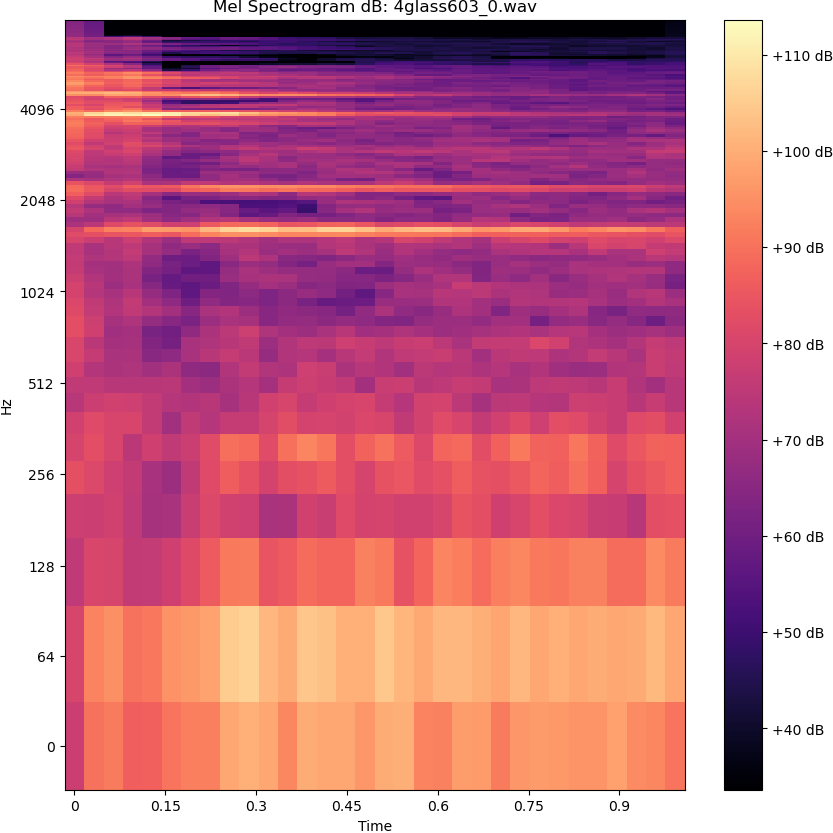 Mel Spectrogram dB: 4glass603_0.wav
+110 dB
4096
+100 dB
2048
+90 dB
1024
+80 dB
512
Hz
+70 dB
256
+60 dB
128
+50 dB
64
+40 dB
0
0 0.15 0.3 0.45 0.6 0.75 0.9
Time